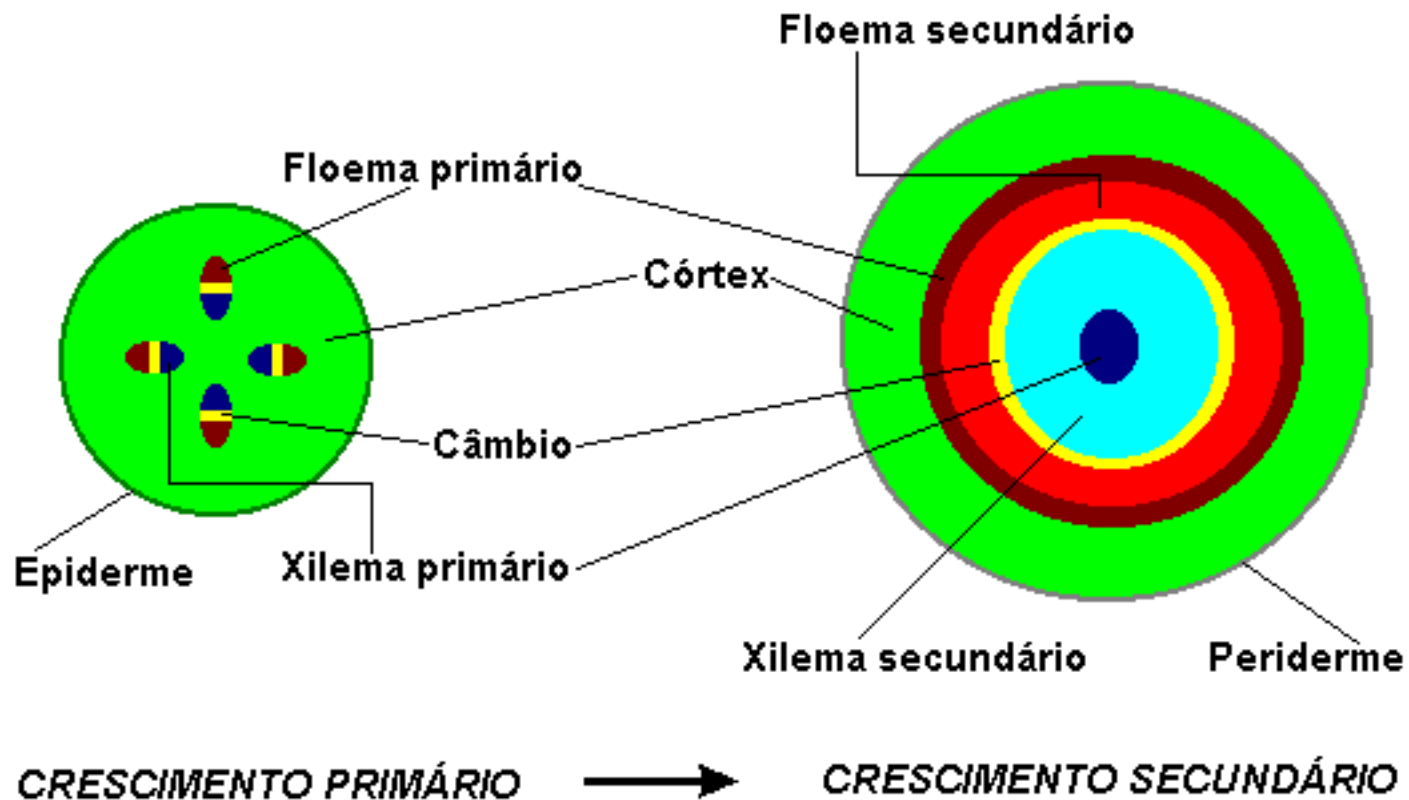 Floema secundário
Floema primário
Córtex
Câmbio
Epiderme
Xilema primário
Xilema secundário
Periderme
CRESCIMENTO PRIMÁRIO
CRESCIMENTO SECUNDÁRIO